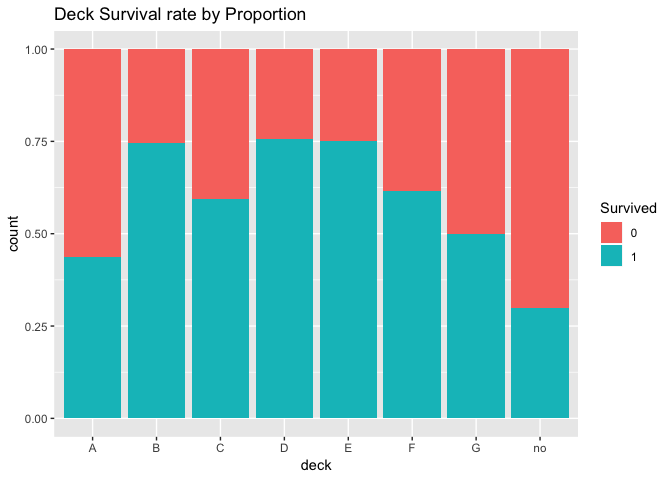 Deck Survival rate by Proportion
1.00
0.75
0.50
0.25
0.00
count
A B C D E F G no
deck
Survived
0
1